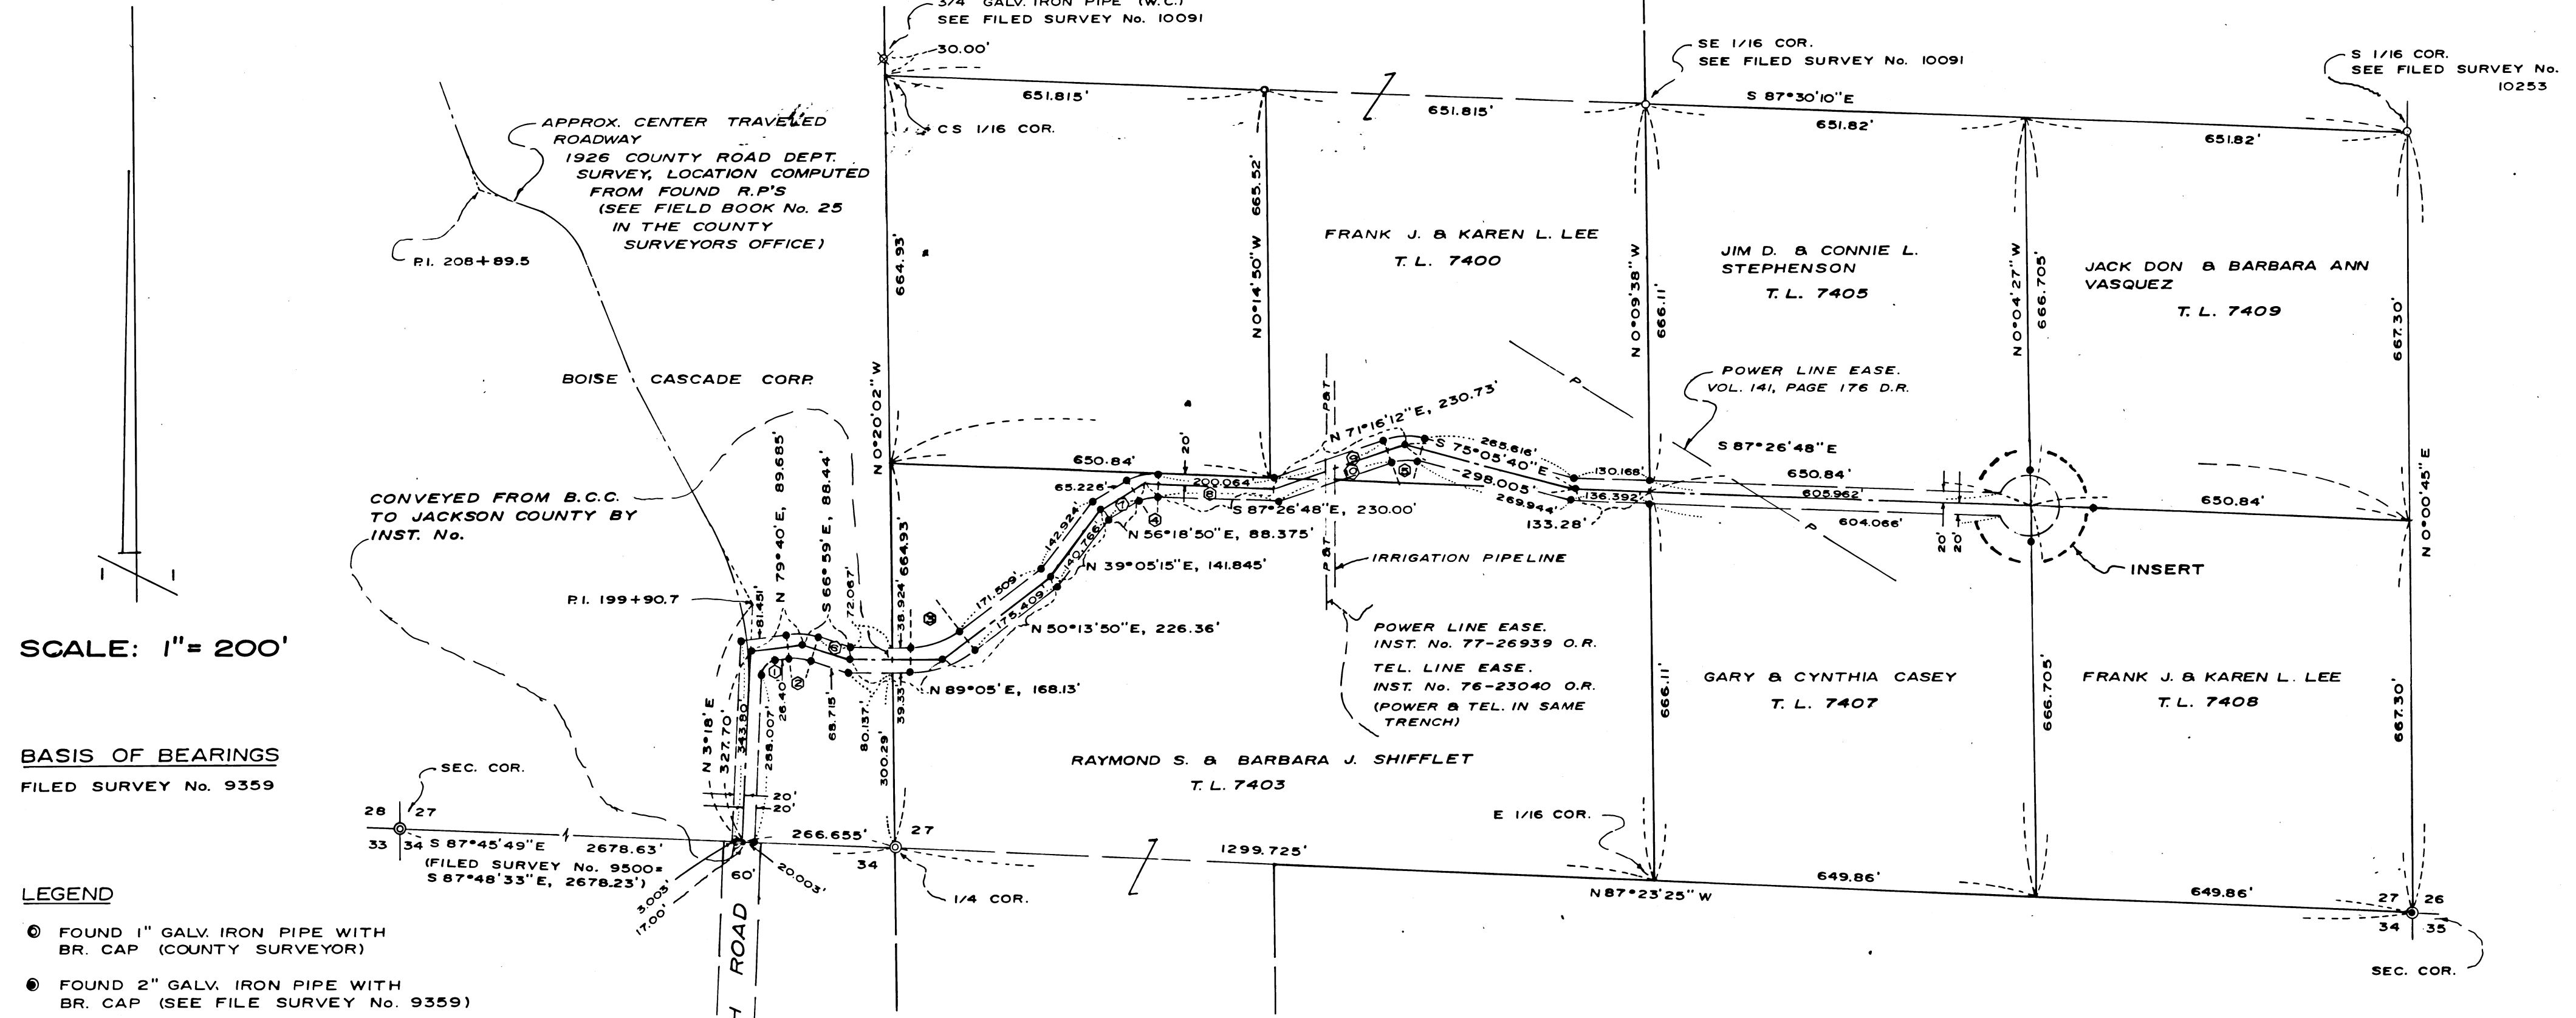 3/4" GALV. IRON PIPE (W.C.)
SEE FILED SURVEY No. 10091
30.00'
SE 1/16 COR.
SEE FILED SURVEY No. 10091
S 1/16 COR.
SEE FILED SURVEY No.
10253
651.815'
651.815'
S 87°30'10"E
651.82'
651.82'
CS 1/16 COR.
APPROX. CENTER TRAVELED
ROADWAY
1926 COUNTY ROAD DEPT.
SURVEY, LOCATION COMPUTED
FROM FOUND R.P'S
(SEE FIELD BOOK No. 25
IN THE COUNTY
SURVEYORS OFFICE)
P.I. 208+89.5
664.93'
N 0°20'02" W
665.52'
N 0°14'50" W
FRANK J. & KAREN L. LEE
T. L. 7400
N 0°09'38" W
666.11'
JIM D. & CONNIE L.
STEPHENSON
T. L. 7405
N 0°04'27" W
666.705'
JACK DON & BARBARA ANN
VASQUEZ
T. L. 7409
667.30'
BOISE CASCADE CORP.
POWER LINE EASE.
VOL. 141, PAGE 176 D.R.
P
P&T
N 71°16'12"E, 230.73'
S 87°26'48"E
650.84'
20'
65.226'
200.064'
S 75°05'40"E
265.616'
298.005'
269.944'
130.168'
136.392'
133.28'
650.84'
605.962'
604.066'
20'
20'
650.84'
N 0°00'45" E
9
5
8
7
4
S 87°26'48"E, 230.00'
P
CONVEYED FROM B.C.C.
TO JACKSON COUNTY BY
INST. No.
N 79°40'E, 89.685'
S 66°59'E, 88.44'
142.924'
140.766'
N 56°18'50"E, 88.375'
N 39°05'15"E, 141.845'
P&T
IRRIGATION PIPELINE
INSERT
P.I. 199+90.7
81.451'
72.067'
38.924'
664.93'
171.509'
175.409'
N 50°13'50"E, 226.36'
SCALE: 1"= 200'
1
2
6
26.40'
68.715'
80.137'
39.33'
N 89°05'E, 168.13'
POWER LINE EASE.
INST. No. 77-26939 O.R.
TEL. LINE EASE.
INST. No. 76-23040 O.R.
(POWER & TEL. IN SAME
TRENCH)
666.11'
GARY & CYNTHIA CASEY
T. L. 7407
666.705'
FRANK J. & KAREN L. LEE
T. L. 7408
667.30'
N 3°18' E
327.70'
343.80'
300.29'
RAYMOND S. & BARBARA J. SHIFFLET
T. L. 7403
BASIS OF BEARINGS
FILED SURVEY No. 9359
SEC. COR.
20'
20'
28
27
33
34
S 87°45'49"E 2678.63'
(FILED SURVEY No. 9500=
S 87°48'33"E, 2678.23')
266.655'
27
34
1/4 COR.
1299.725'
E 1/16 COR.
N 87°23'25" W
649.86'
649.86'
27
26
34
35
SEC. COR.
3.003'
17.00'
60'
20.003'
ROAD
LEGEND
FOUND 1" GALV. IRON PIPE WITH
BR. CAP (COUNTY SURVEYOR)
FOUND 2" GALV. IRON PIPE WITH
BR. CAP (SEE FILE SURVEY No. 9359)